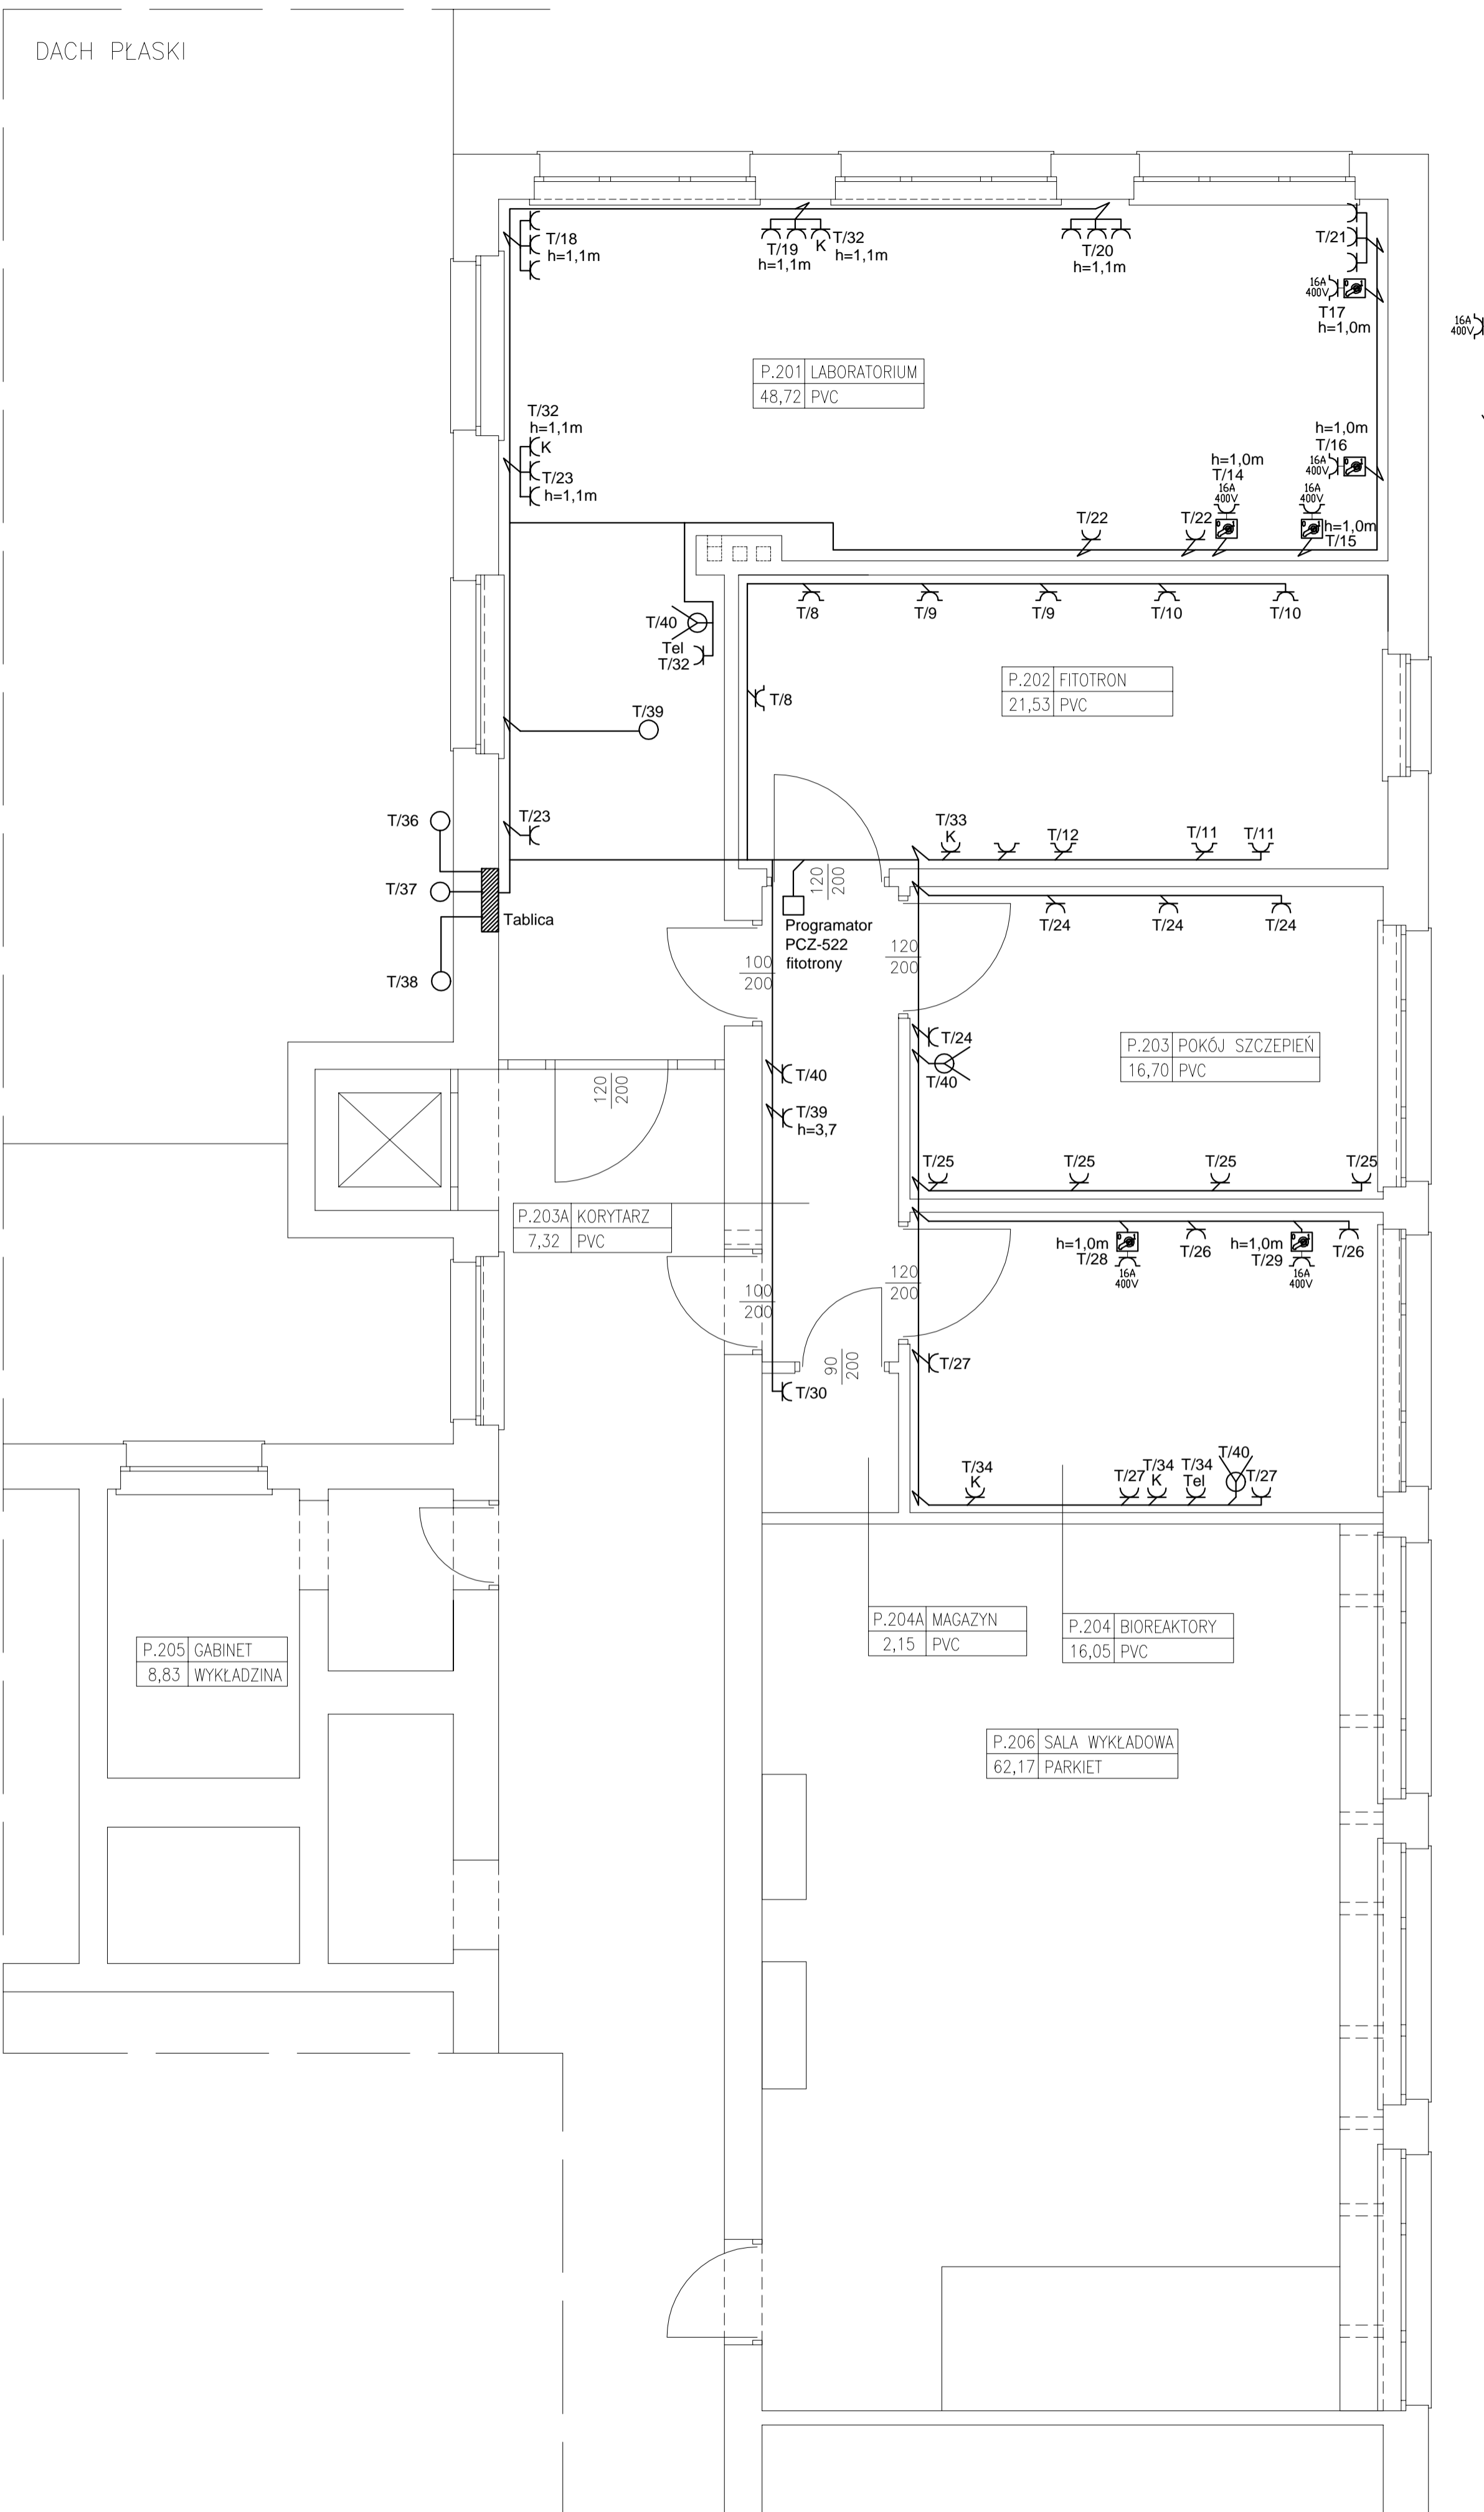 DACH PŁASKI
T/18
h=1,1m
T/19
h=1,1m
K
T/32
h=1,1m
T/20
h=1,1m
T/21
16A
400V
T17
h=1,0m
16A
400V
P.201 LABORATORIUM
48,72 PVC
T/32
h=1,1m
K
T/23
h=1,1m
h=1,0m
T/16
16A
400V
h=1,0m
T/14
16A
400V
16A
400V
h=1,0m
T/15
T/22
T/22
T/8
T/9
T/9
T/10
T/10
T/40
Tel
T/32
P.202 FITOTRON
21,53 PVC
T/8
T/39
T/36
T/23
T/33
K
T/12
T/11
T/11
T/37
Tablica
120
200
Programator
PCZ-522
fitotrony
T/24
T/24
T/24
T/38
100
200
120
200
T/24
T/40
P.203 POKÓJ SZCZEPIEŃ
16,70 PVC
120
200
T/40
T/39
h=3,7
T/25
T/25
T/25
T/25
P.203A KORYTARZ
7,32 PVC
h=1,0m
T/28
16A
400V
T/26
h=1,0m
T/29
16A
400V
T/26
100
200
120
200
90
200
T/27
T/30
T/34
K
T/27
T/34
K
T/34
Tel
T/40
T/27
P.204A MAGAZYN
2,15 PVC
P.204 BIOREAKTORY
16,05 PVC
P.205 GABINET
8,83 WYKŁADZINA
P.206 SALA WYKŁADOWA
62,17 PARKIET